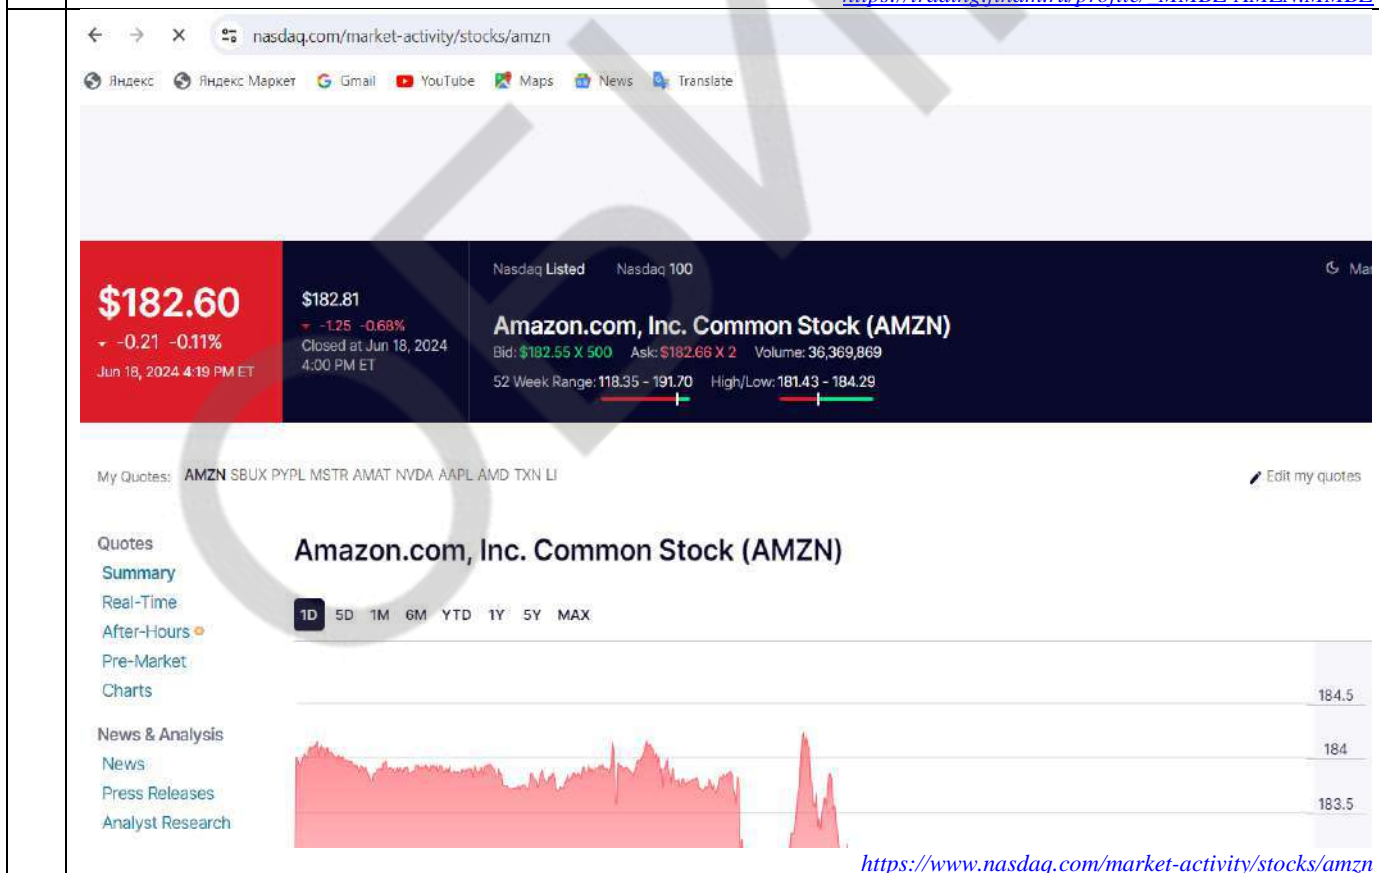 https://trading.finam.ru/profile/
nasdaq.com/market-activity/stocks/amzn
Яндекс Яндекс Маркет Gmail YouTube Maps News Translate
Nasdaq Listed Nasdaq 100
$182.60
-0.21 -0.11%
Jun 18, 2024 4:19 PM ET
$182.81
-1.25 -0.68%
Closed at Jun 18, 2024
4:00 PM ET
Amazon.com, Inc. Common Stock (AMZN)
Bid: $182.55 X 500 Ask: $182.66 X 2 Volume: 36,369,869
52 Week Range: 118.35 - 191.70 High/Low: 181.43 - 184.29
My Quotes: AMZN SBUX PYPL MSTR AMAT NVDA AAPL AMD TXN LI
Edit my quotes
Quotes
Summary
Real-Time
After-Hours
Pre-Market
Charts
News & Analysis
News
Press Releases
Analyst Research
Amazon.com, Inc. Common Stock (AMZN)
1D 5D 1M 6M YTD 1Y 5Y MAX
184.5
184
183.5
https://www.nasdaq.com/market-activity/stocks/amzn